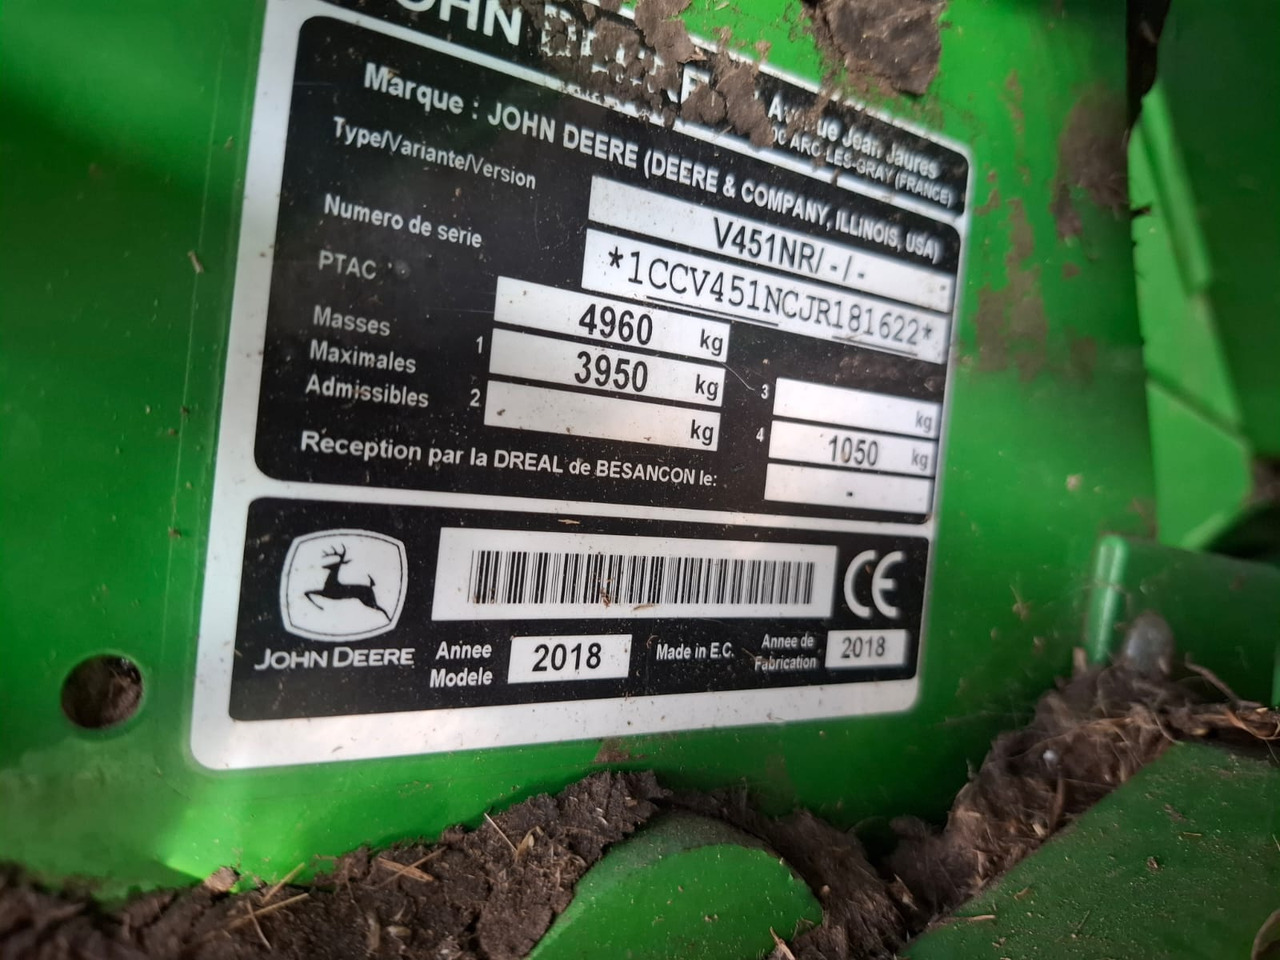 JOHN DEERE
Avenue Jean Jaures
ARC-LES-GRAY (FRANCE)
Marque : JOHN DEERE (DEERE & COMPANY, ILLINOIS, USA)
Type/Variante/Version V451NR/ - / -
Numero de serie *1CCV451NCJR181622*
PTAC 4960 kg
Masses Maximales Admissibles
1 3950 kg
2 kg
3 kg
4 1050 kg
Reception par la DREAL de BESANCON le: -
JOHN DEERE
CE
Annee Modele 2018
Made in E.C.
Annee de Fabrication 2018